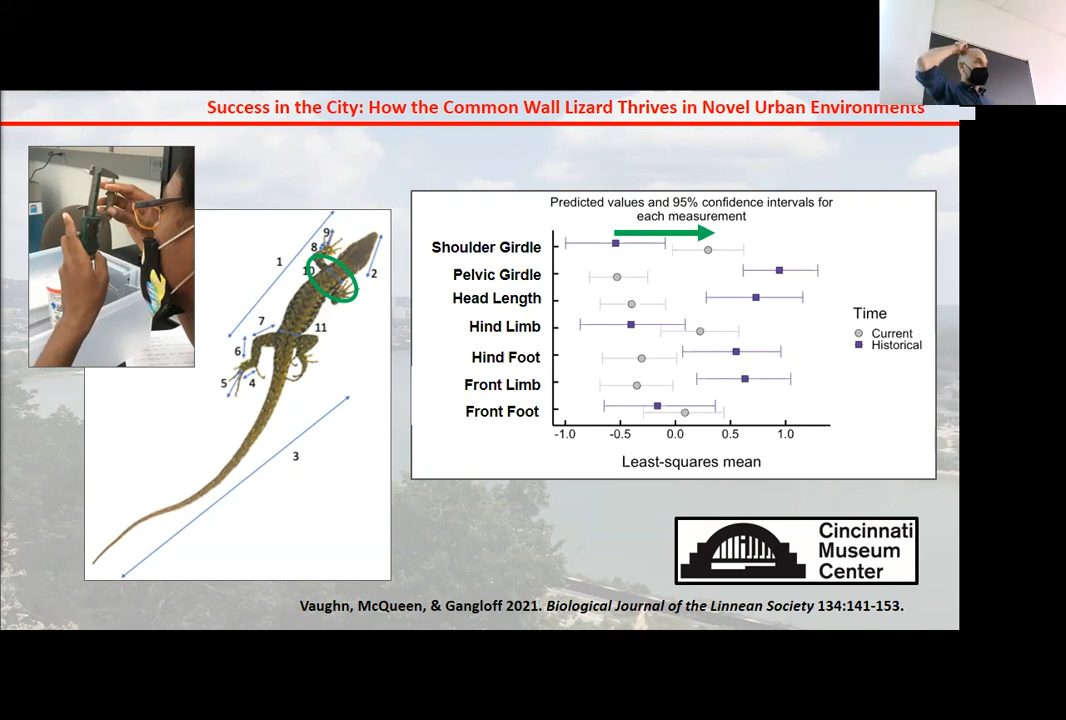 Success in the City: How the Common Wall Lizard Thrives in Novel Urban Environments
9
8
1
10
2
7
11
6
5
4
3
Predicted values and 95% confidence intervals for
each measurement
Shoulder Girdle
Pelvic Girdle
Head Length
Hind Limb
Hind Foot
Front Limb
Front Foot
-1.0 -0.5 0.0 0.5 1.0
Least-squares mean
Time
Current
Historical
Cincinnati
Museum
Center
Vaughn, McQueen, & Gangloff 2021. Biological Journal of the Linnean Society 134:141-153.